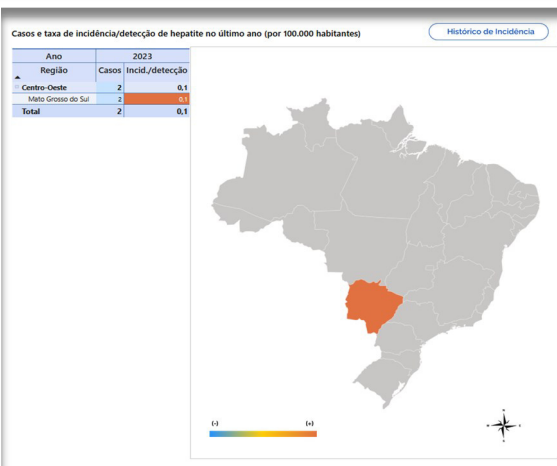 Casos e taxa de incidência/detecção de hepatite no último ano (por 100.000 habitantes)
Histórico de Incidência
Ano 2023
Região Casos Incid./detecção
Centro-Oeste 2 0,1
Mato Grosso do Sul 2 0,1
Total 2 0,1
(-) (+)